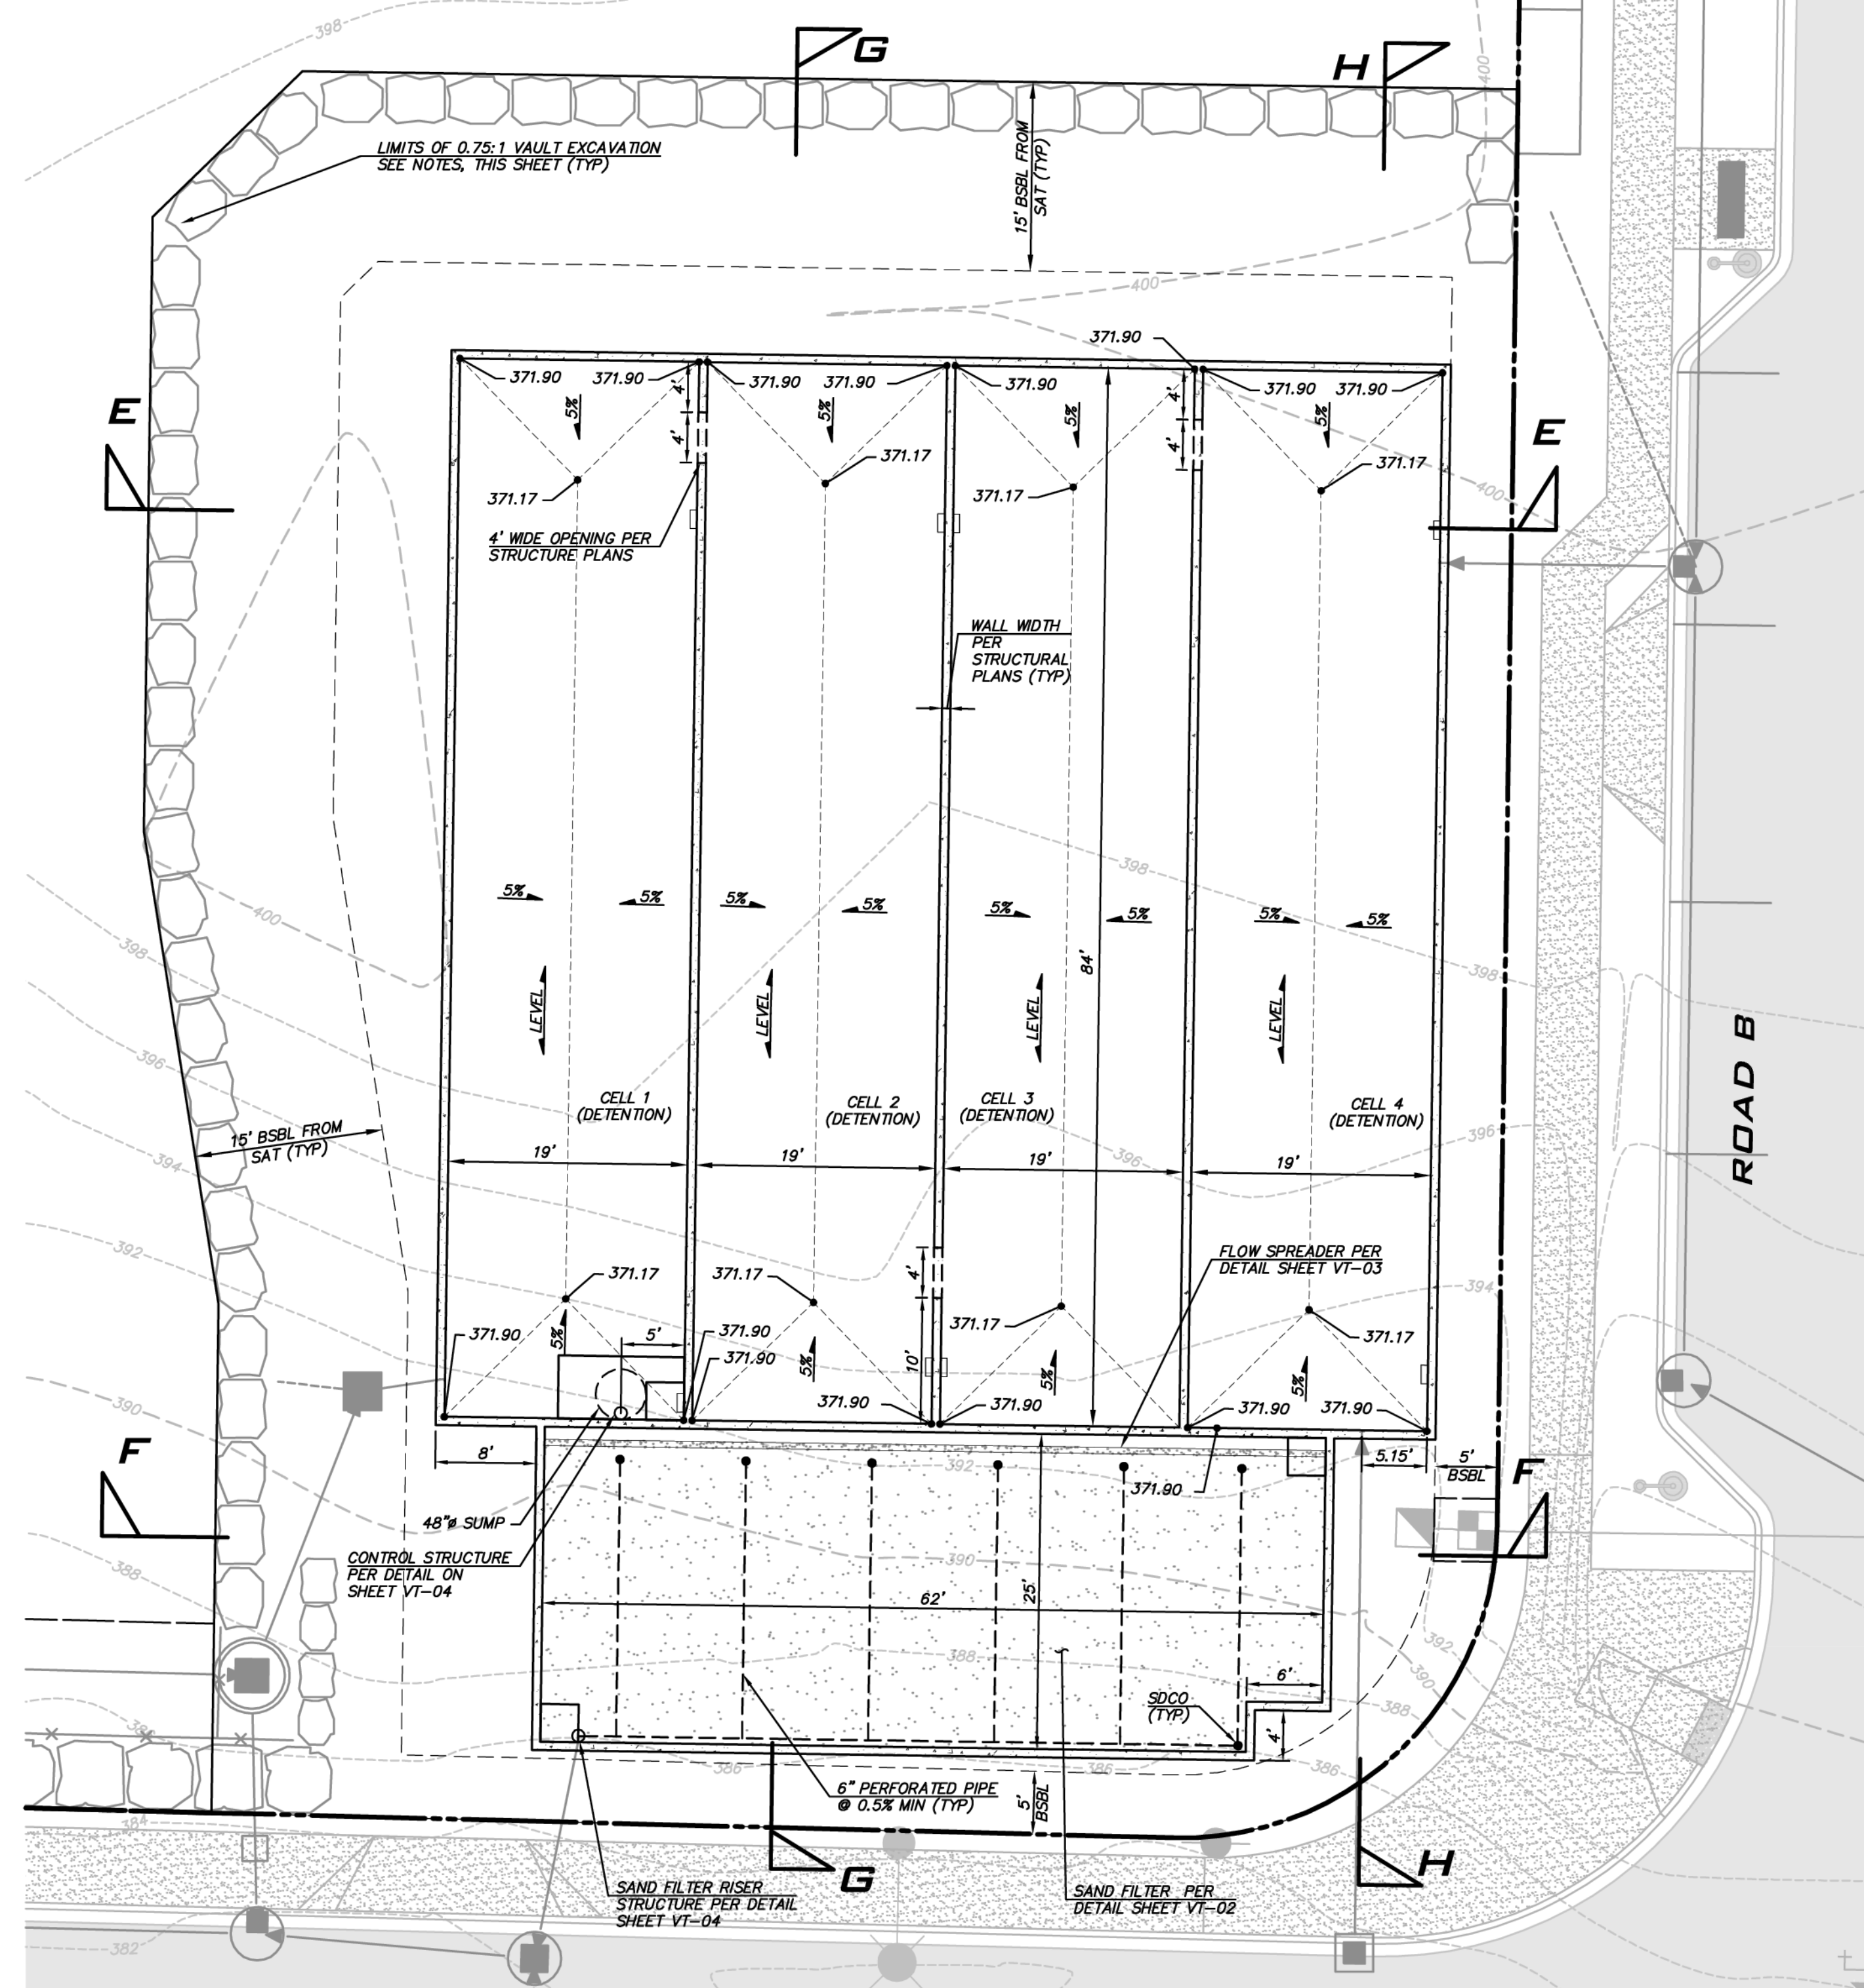 398
G
H
400
LIMITS OF 0.75:1 VAULT EXCAVATION
SEE NOTES, THIS SHEET (TYP)
15' BSBL FROM
SAT (TYP)
400
371.90
371.90
371.90
371.90
371.90
371.90
371.90
371.90
4'
4'
5%
5%
5%
5%
4'
4'
E
E
371.17
371.17
371.17
371.17
400
4' WIDE OPENING PER
STRUCTURE PLANS
WALL WIDTH
PER
STRUCTURAL
PLANS (TYP)
398
5%
5%
5%
5%
5%
5%
5%
5%
400
398
398
84'
LEVEL
LEVEL
LEVEL
LEVEL
396
ROAD B
CELL 1
(DETENTION)
CELL 2
(DETENTION)
CELL 3
(DETENTION)
CELL 4
(DETENTION)
15' BSBL FROM
SAT (TYP)
394
396
396
19'
19'
19'
19'
392
FLOW SPREADER PER
DETAIL SHEET VT-03
371.17
371.17
4'
394
371.17
371.17
371.90
5%
5'
371.90
371.90
5%
10'
5%
5%
390
371.90
371.90
371.90
371.90
F
8'
392
371.90
5.15'
5'
BSBL
F
48"ø SUMP
CONTROL STRUCTURE
PER DETAIL ON
SHEET VT-04
388
390
62'
25'
388
392
390
388
6'
SDCO
(TYP)
4'
386
386
386
386
6" PERFORATED PIPE
@ 0.5% MIN (TYP)
5'
BSBL
384
G
H
SAND FILTER RISER
STRUCTURE PER DETAIL
SHEET VT-04
SAND FILTER PER
DETAIL SHEET VT-02
382